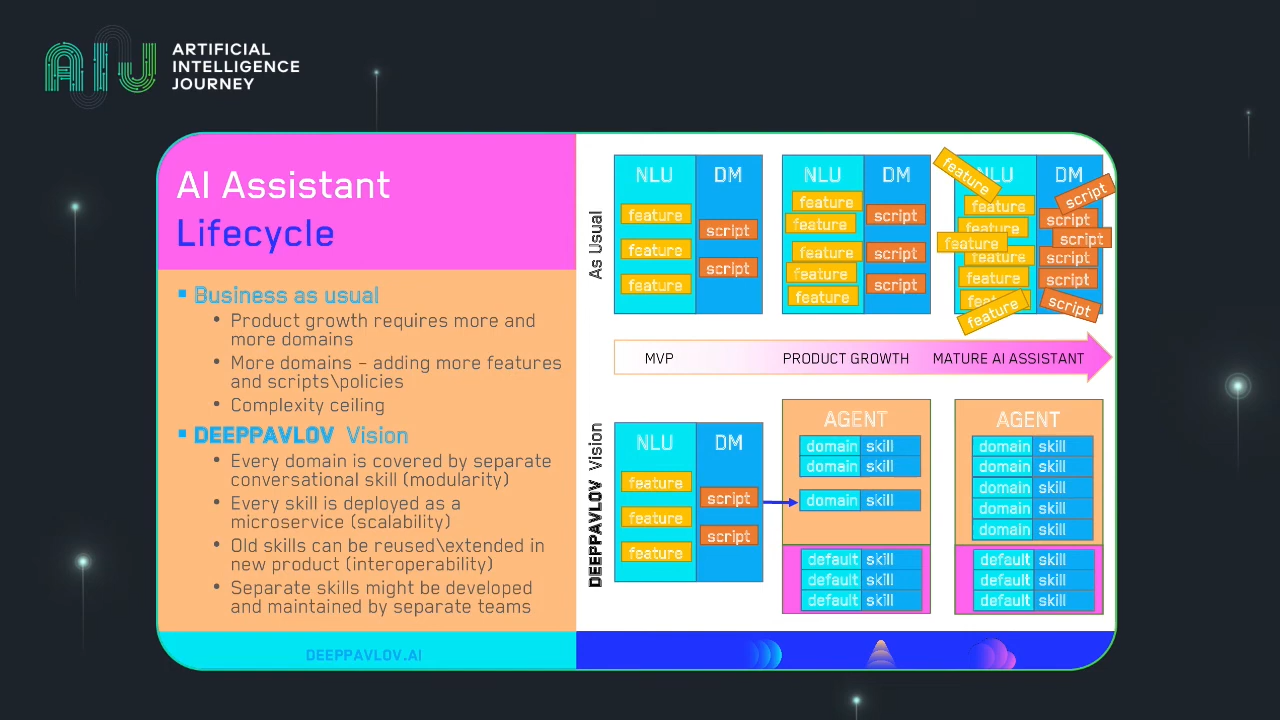 ARTIFICIAL
INTELLIGENCE
JOURNEY
AI Assistant
Lifecycle
Business as usual
Product growth requires more and
more domains
More domains – adding more features
and scripts\policies
Complexity ceiling
DEEPPAVLOV Vision
Every domain is covered by separate
conversational skill (modularity)
Every skill is deployed as a
microservice (scalability)
Old skills can be reused\extended in
new product (interoperability)
Separate skills might be developed
and maintained by separate teams
DEEPPAVLOV.AI
As Usual
NLU DM
feature
script
feature
script
feature
NLU DM
feature script
feature
feature script
feature
script
feature
NLU DM
feature
script
feature
script
feature
script
feature
feature
script
feature
script
feature
script
feature
MVP PRODUCT GROWTH MATURE AI ASSISTANT
DEEPPAVLOV Vision
NLU DM
feature
script
feature
script
feature
AGENT
domain skill
domain skill
domain skill
default skill
default skill
default skill
AGENT
domain skill
domain skill
domain skill
domain skill
domain skill
default skill
default skill
default skill